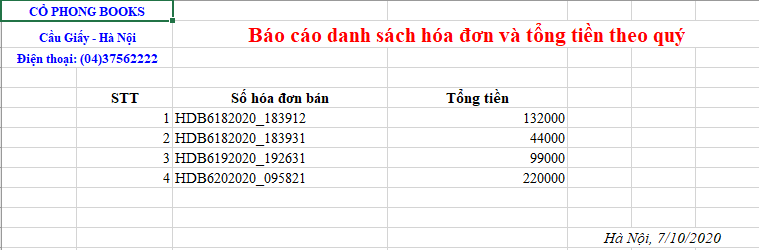 CỎ PHONG BOOKS
Cầu Giấy - Hà Nội
Báo cáo danh sách hóa đơn và tổng tiền theo quý
Điện thoại: (04)37562222
STT Số hóa đơn bán Tổng tiền
1 HDB6182020_183912 132000
2 HDB6182020_183931 44000
3 HDB6192020_192631 99000
4 HDB6202020_095821 220000
Hà Nội, 7/10/2020